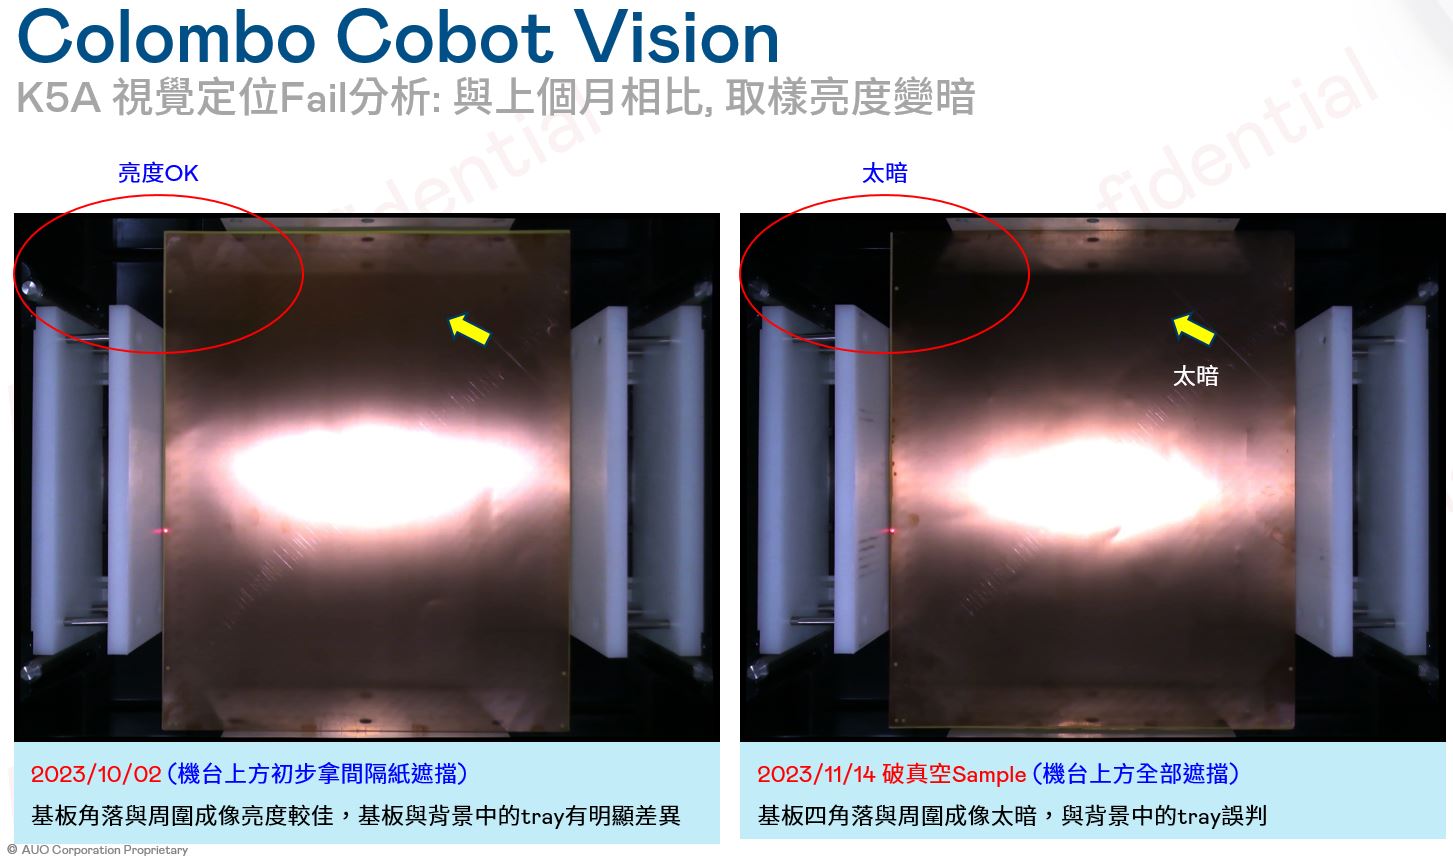 Colombo Cobot Vision
K5A 視覺定位Fail分析: 與上個月相比, 取樣亮度變暗
亮度OK
太暗
太暗
2023/10/02 (機台上方初步拿間隔紙遮擋)
基板角落與周圍成像亮度較佳，基板與背景中的tray有明顯差異
2023/11/14 破真空Sample (機台上方全部遮擋)
基板四角落與周圍成像太暗，與背景中的tray誤判
© AUO Corporation Proprietary
fidential
fidential